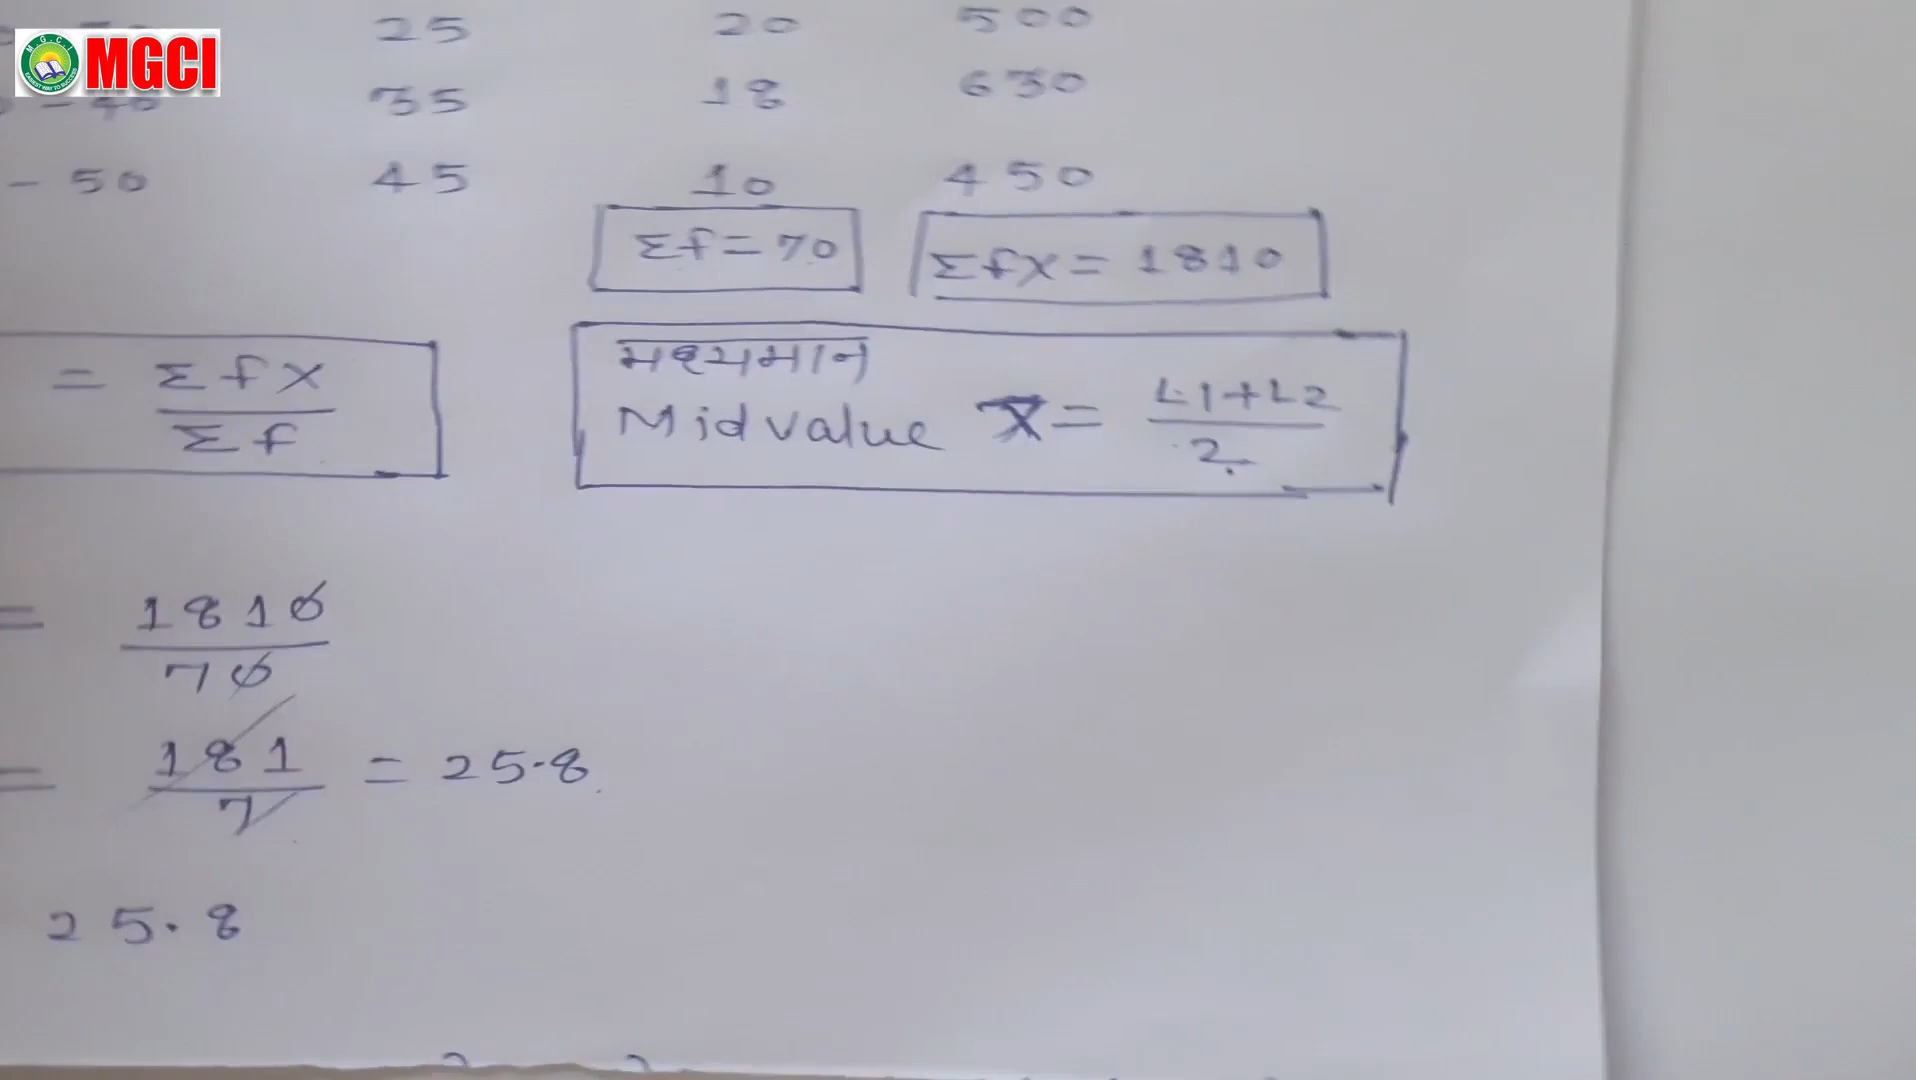 MGCI
25 20 500
- 40 35 18 630
- 50 45 10 450
Σf = 70 Σfx = 1810
= Σfx / Σf
मध्यमान
Midvalue x = L1+L2 / 2
= 1810 / 70
= 181 / 7 = 25.8
25.8